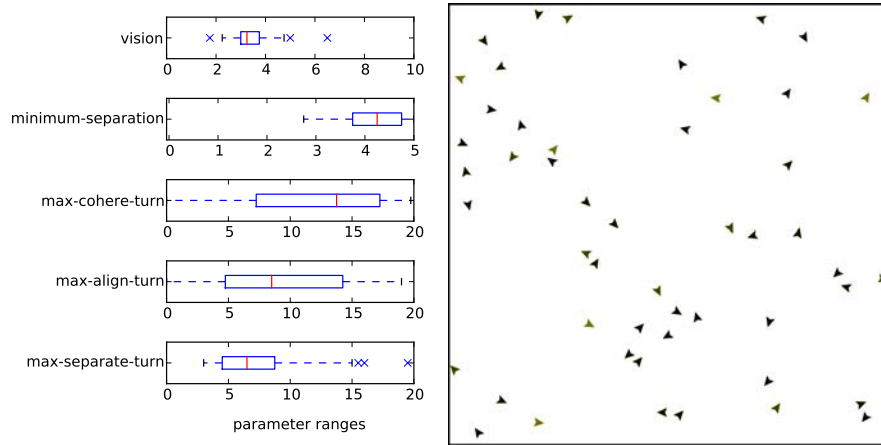 vision
0 2 4 6 8 10
minimum-separation
0 1 2 3 4 5
max-cohere-turn
5 10 15 20
max-align-turn
5 10 15 20
max-separate-turn
0 5 10 15 20
parameter ranges